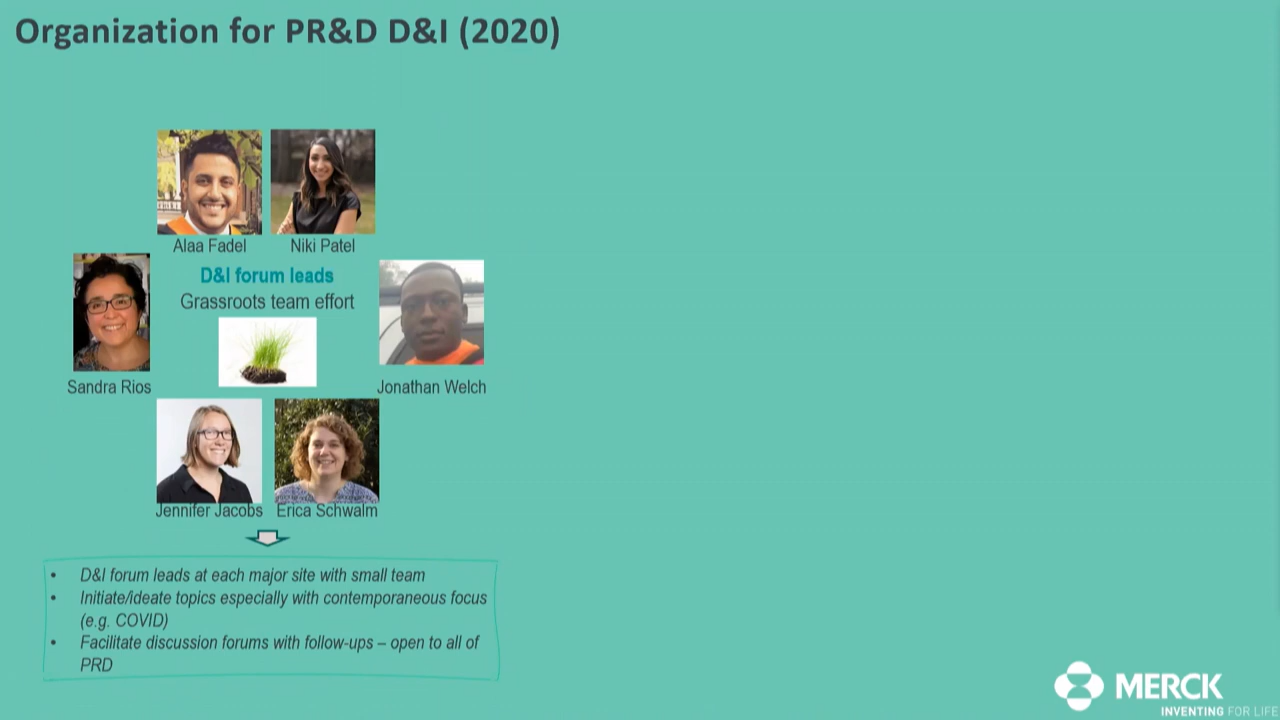 Organization for PR&D D&I (2020)
Alaa Fadel
Niki Patel
D&I forum leads
Grassroots team effort
Sandra Rios
Jonathan Welch
Jennifer Jacobs
Erica Schwalm
• D&I forum leads at each major site with small team
• Initiate/ideate topics especially with contemporaneous focus
(e.g. COVID)
• Facilitate discussion forums with follow-ups – open to all of
PRD
MERCK
INVENTING FOR LIFE